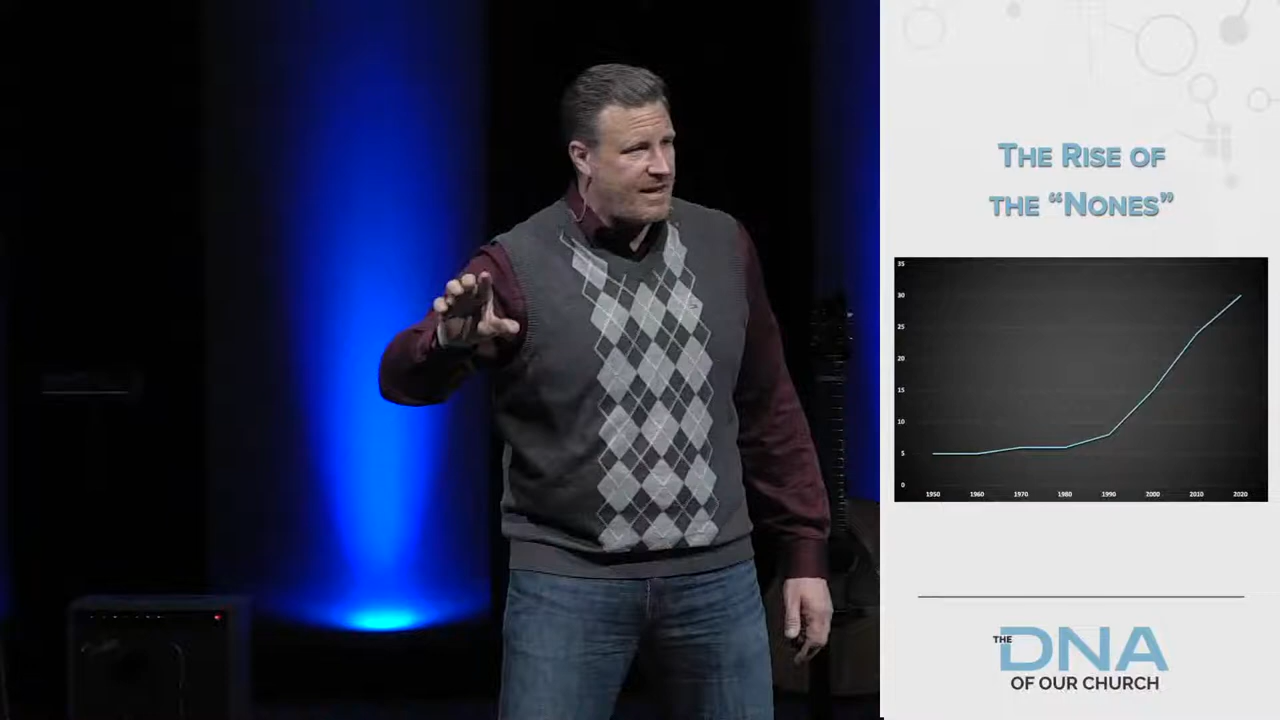 THE RISE OF
THE “NONES”
35
30
25
20
15
10
5
0
1950 1960 1970 1980 1990 2000 2010 2020
THE DNA
OF OUR CHURCH